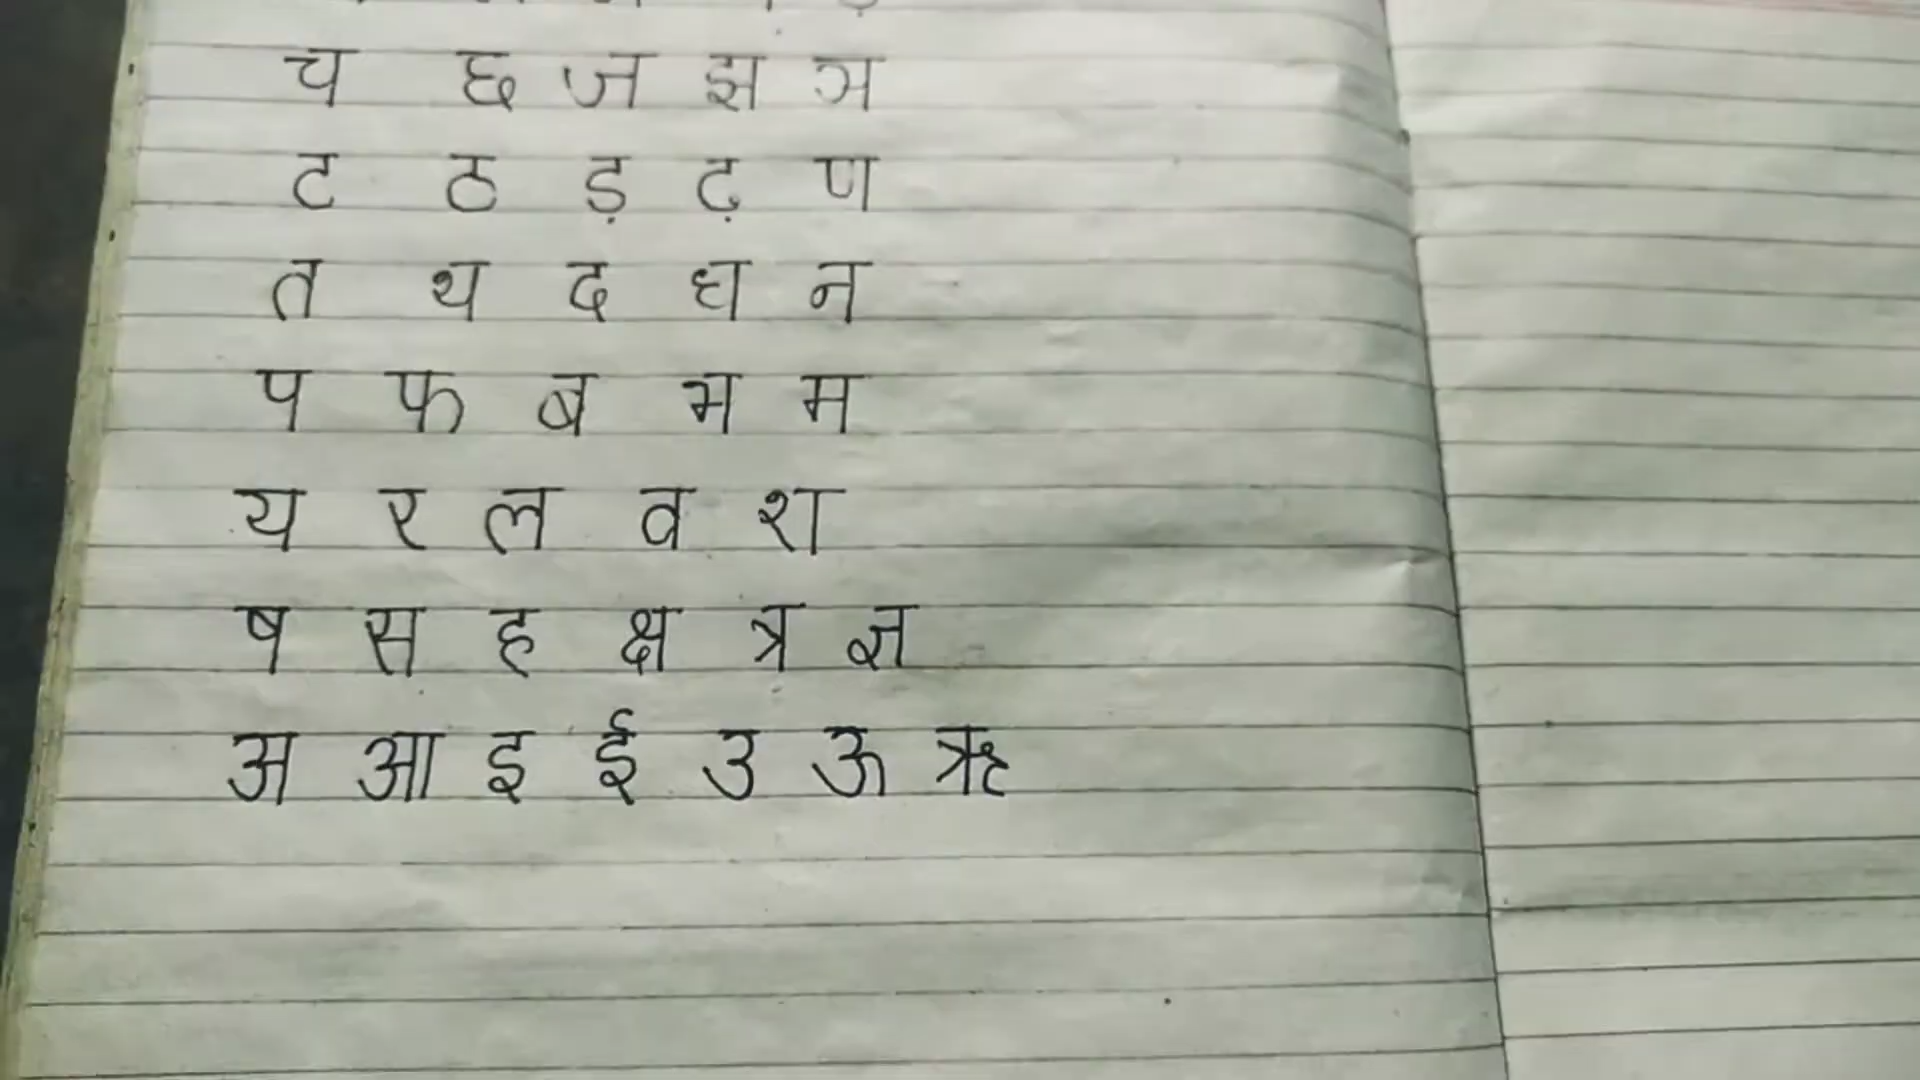 च छ ज झ ञ
ट ठ ड़ ढ़ ण
त थ द ध न
प फ ब भ म
य र ल व श
ष स ह क्ष त्र ज्ञ
अ आ इ ई उ ऊ ऋ